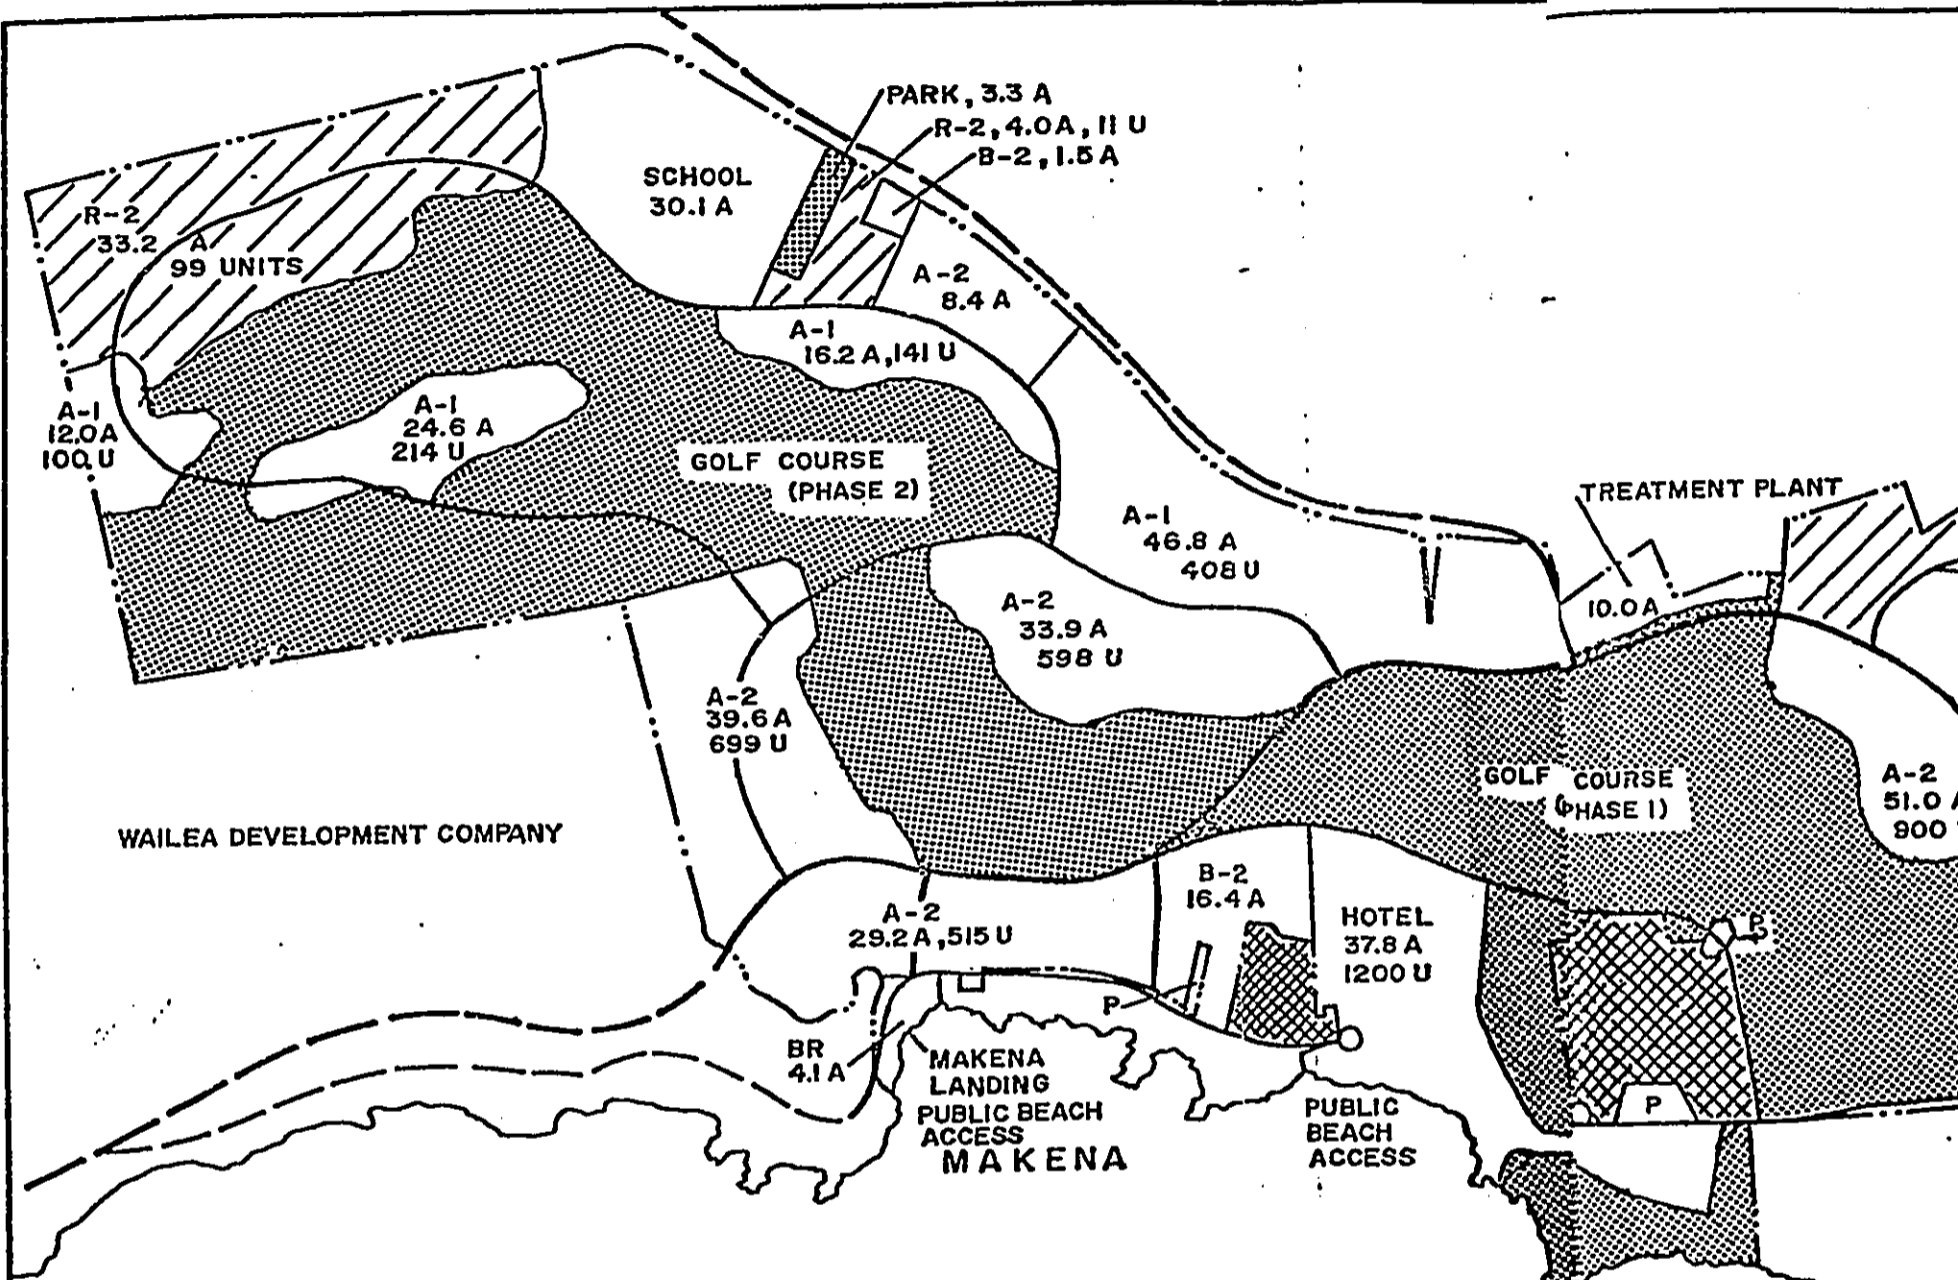 PARK, 3.3 A
R-2, 4.0A, 11 U
B-2, 1.5 A
SCHOOL
30.1 A
R-2
33.2 A
99 UNITS
A-2
8.4 A
A-1
16.2 A, 141 U
A-1
12.0A
100 U
A-1
24.6 A
214 U
GOLF COURSE
(PHASE 2)
TREATMENT PLANT
10.0 A
A-1
46.8 A
408 U
A-2
33.9 A
598 U
A-2
39.6 A
699 U
WAILEA DEVELOPMENT COMPANY
GOLF COURSE
(PHASE 1)
A-2
51.0 A
900
B-2
16.4 A
A-2
29.2 A, 515 U
HOTEL
37.8 A
1200 U
P
P
P
BR
4.1 A
MAKENA
LANDING
PUBLIC BEACH
ACCESS
MAKENA
PUBLIC
BEACH
ACCESS